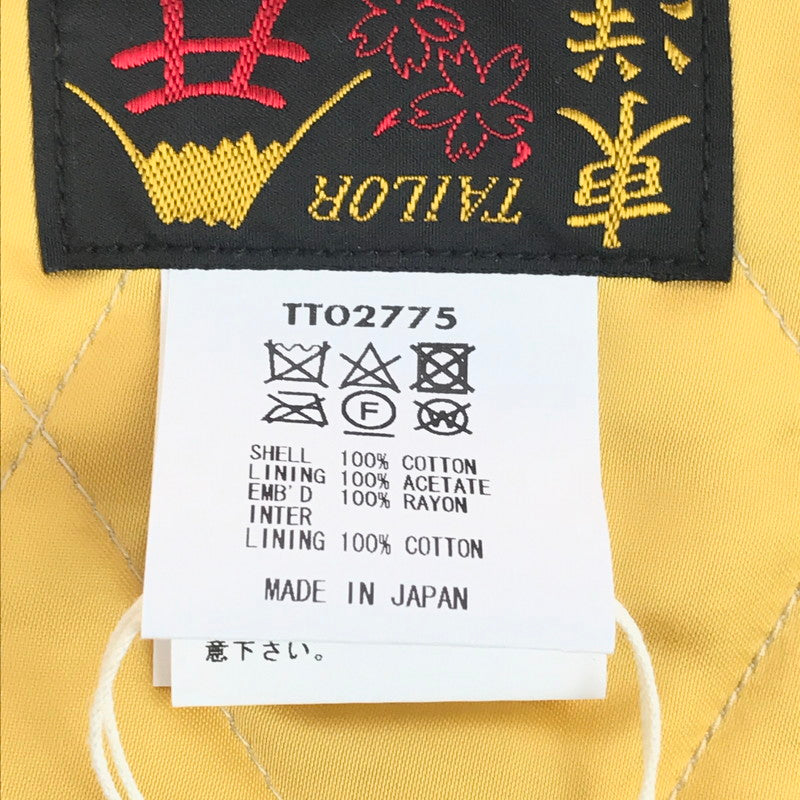 TAILOR
TTO2775
F W
SHELL 100% COTTON
LINING 100% ACETATE
EMB'D 100% RAYON
INTER
LINING 100% COTTON
MADE IN JAPAN
意下さい。